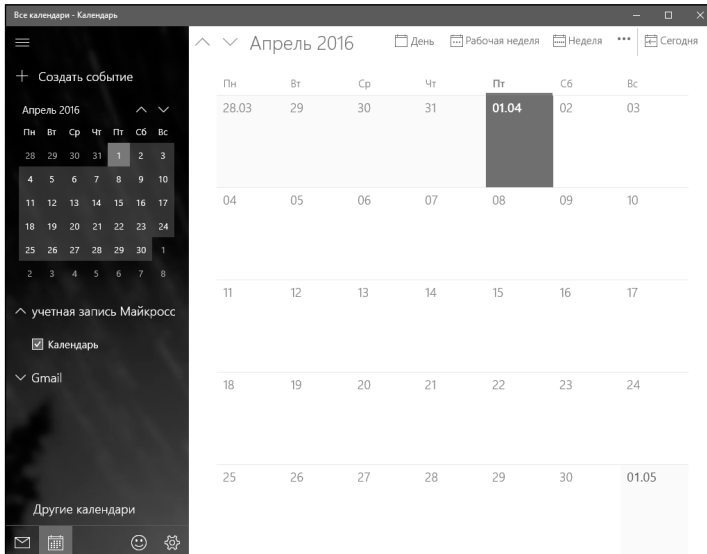 Все календари - Календарь
Создать событие
Апрель 2016
Пн Вт Ср Чт Пт Сб Вс
28 29 30 31 1 2 3
4 5 6 7 8 9 10
11 12 13 14 15 16 17
18 19 20 21 22 23 24
25 26 27 28 29 30 1
2 3 4 5 6 7 8
учетная запись Майкросс
Календарь
Gmail
Другие календари
Апрель 2016 День Рабочая неделя Неделя ••• Сегодня
Пн Вт Ср Чт Пт Сб Вс
28.03 29 30 31 01.04 02 03
04 05 06 07 08 09 10
11 12 13 14 15 16 17
18 19 20 21 22 23 24
25 26 27 28 29 30 01.05